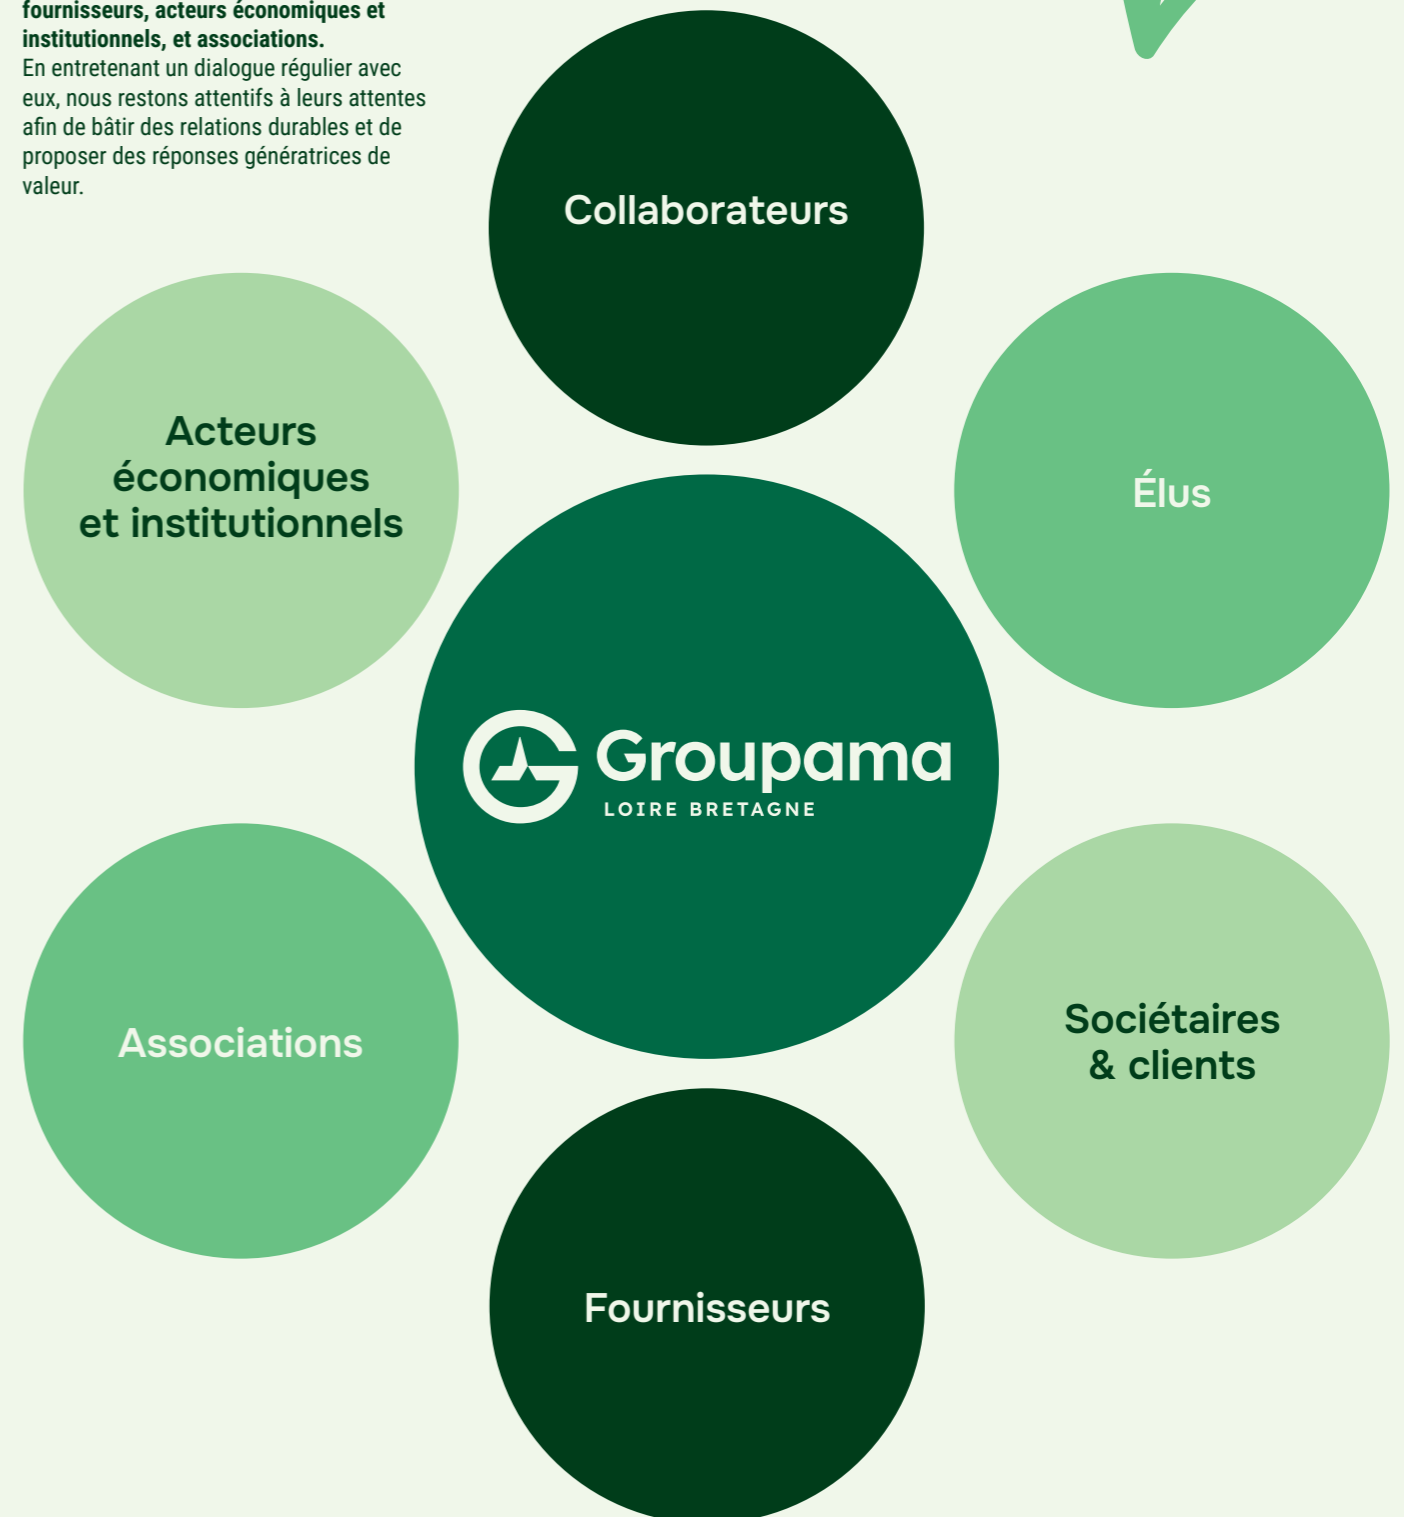 fournisseurs, acteurs économiques et
institutionnels, et associations.
En entretenant un dialogue régulier avec
eux, nous restons attentifs à leurs attentes
afin de bâtir des relations durables et de
proposer des réponses génératrices de
valeur.
Collaborateurs
Acteurs
économiques
et institutionnels
Élus
Groupama
LOIRE BRETAGNE
Associations
Sociétaires
& clients
Fournisseurs